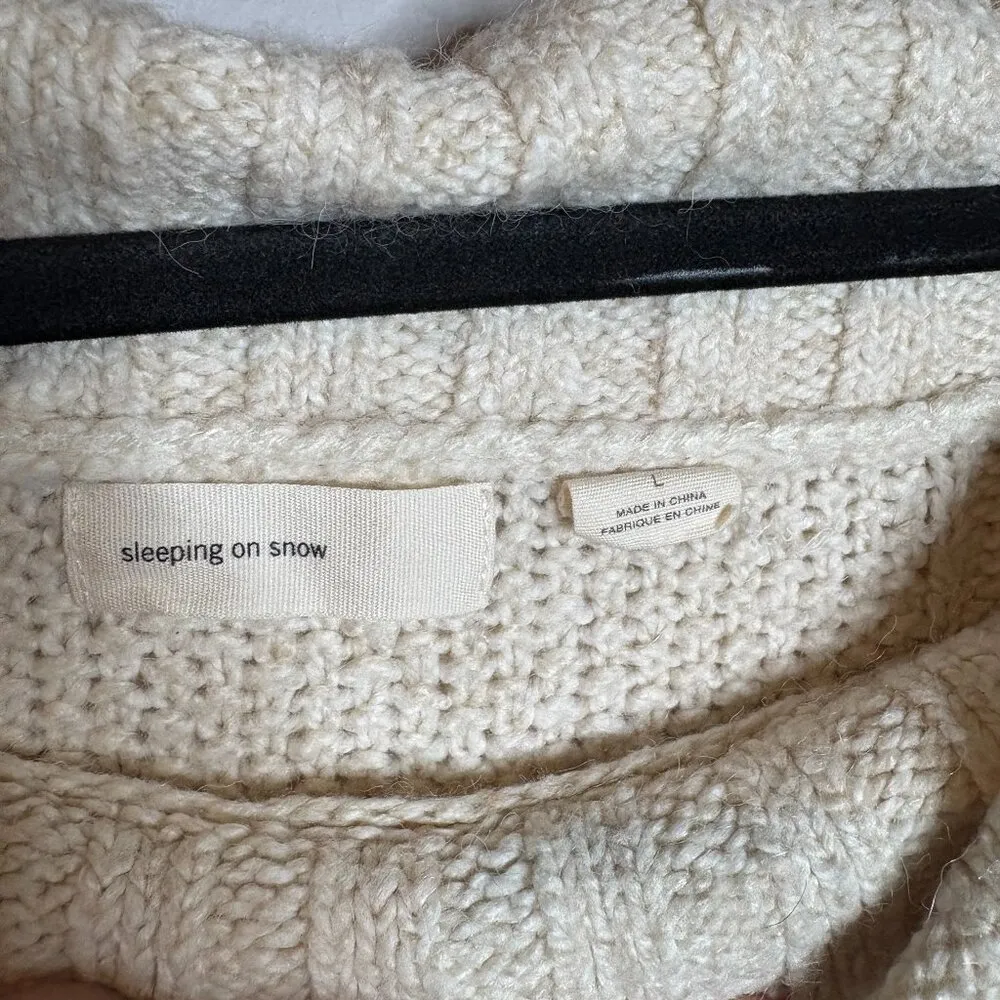 sleeping on snow
L
MADE IN CHINA
FABRIQUE EN CHINE